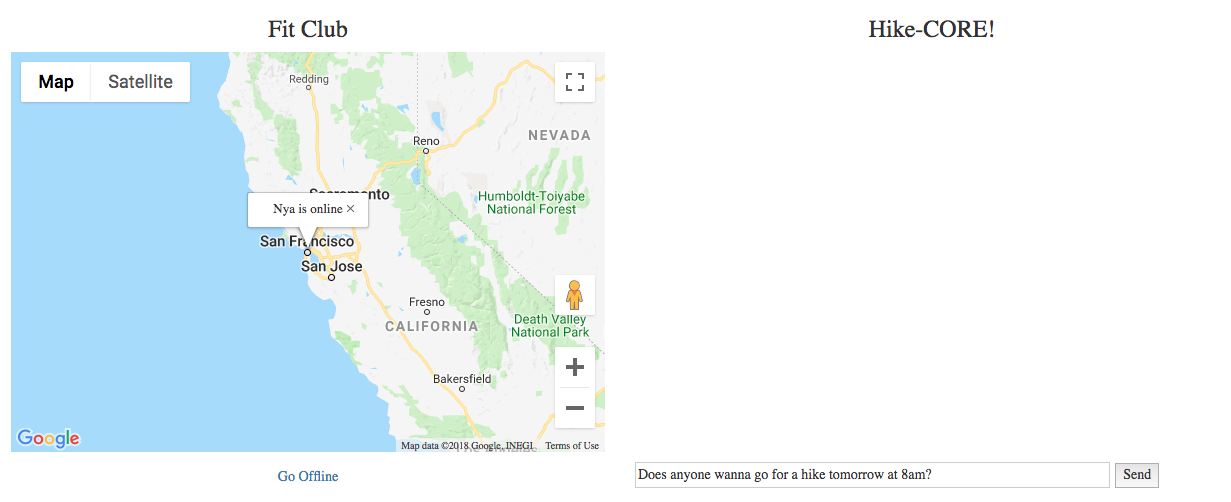 Fit Club
Hike-CORE!
Map Satellite
Redding
NEVADA
Reno
Sacramento
Humboldt-Toiyabe
National Forest
Nya is online ×
San Francisco
San Jose
Fresno
CALIFORNIA
Death Valley
National Park
Bakersfield
Google
Map data ©2018 Google, INEGI Terms of Use
Go Offline
Does anyone wanna go for a hike tomorrow at 8am? Send